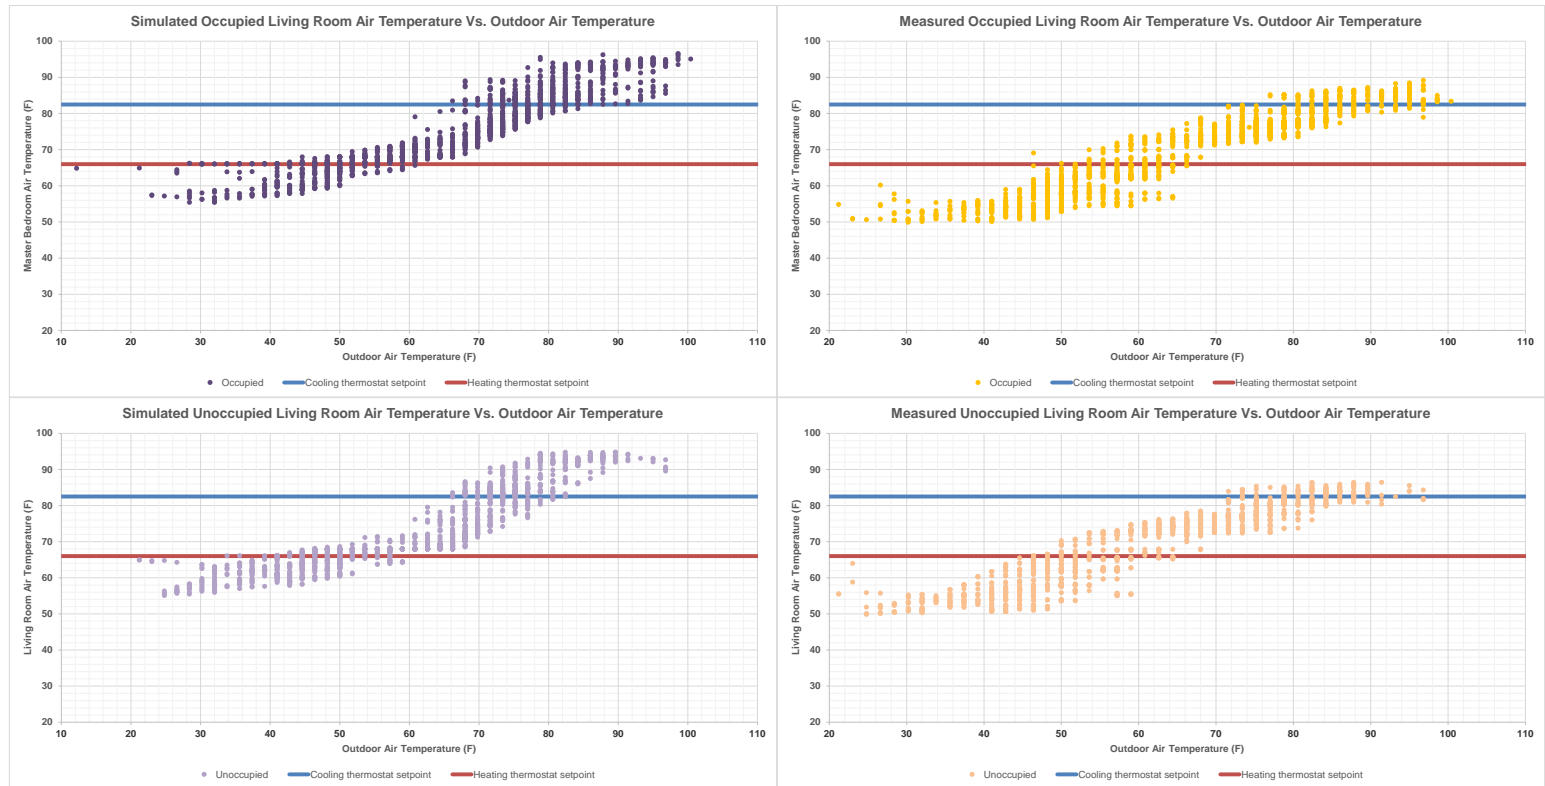 Simulated Occupied Living Room Air Temperature Vs. Outdoor Air Temperature
100
90
80
70
60
50
40
30
20
Master Bedroom Air Temperature (F)
10 20 30 40 50 60 70 80 90 100 110
Outdoor Air Temperature (F)
Occupied Cooling thermostat setpoint Heating thermostat setpoint
Measured Occupied Living Room Air Temperature Vs. Outdoor Air Temperature
100
90
80
70
60
50
40
30
20
Master Bedroom Air Temperature (F)
20 30 40 50 60 70 80 90 100 110
Outdoor Air Temperature (F)
Occupied Cooling thermostat setpoint Heating thermostat setpoint
Simulated Unoccupied Living Room Air Temperature Vs. Outdoor Air Temperature
100
90
80
70
60
50
40
30
20
Living Room Air Temperature (F)
10 20 30 40 50 60 70 80 90 100 110
Outdoor Air Temperature (F)
Unoccupied Cooling thermostat setpoint Heating thermostat setpoint
Measured Unoccupied Living Room Air Temperature Vs. Outdoor Air Temperature
100
90
80
70
60
50
40
30
20
Living Room Air Temperature (F)
20 30 40 50 60 70 80 90 100 110
Outdoor Air Temperature (F)
Unoccupied Cooling thermostat setpoint Heating thermostat setpoint